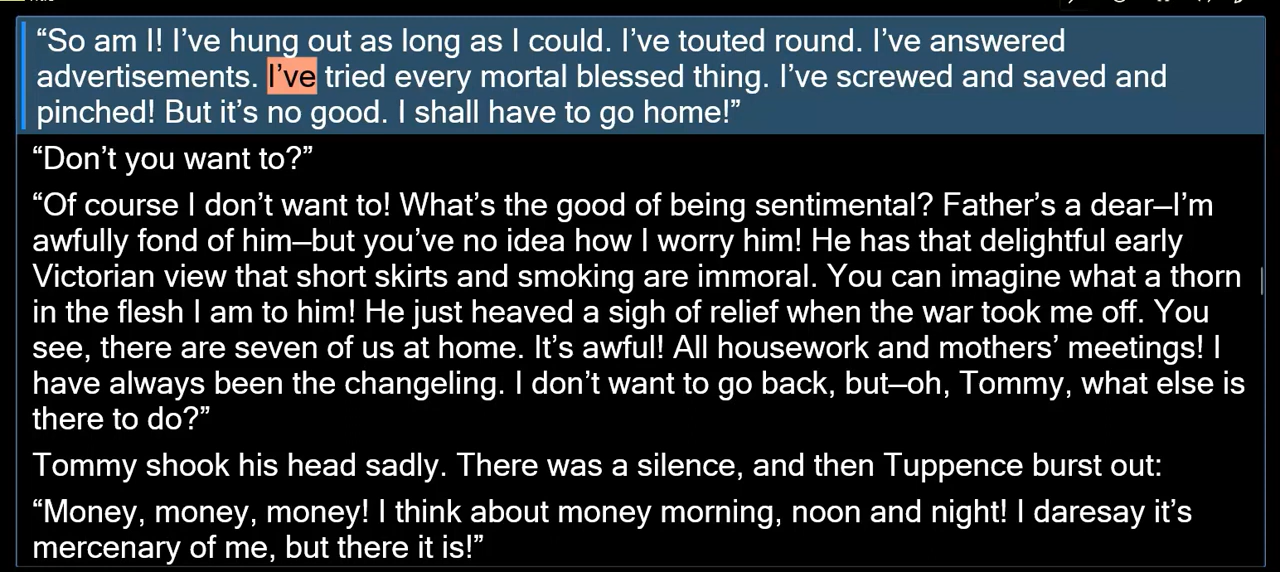 “So am I! I’ve hung out as long as I could. I’ve touted round. I’ve answered
advertisements. I’ve tried every mortal blessed thing. I’ve screwed and saved and
pinched! But it’s no good. I shall have to go home!”
“Don’t you want to?”
“Of course I don’t want to! What’s the good of being sentimental? Father’s a dear—I’m
awfully fond of him—but you’ve no idea how I worry him! He has that delightful early
Victorian view that short skirts and smoking are immoral. You can imagine what a thorn
in the flesh I am to him! He just heaved a sigh of relief when the war took me off. You
see, there are seven of us at home. It’s awful! All housework and mothers’ meetings! I
have always been the changeling. I don’t want to go back, but—oh, Tommy, what else is
there to do?”
Tommy shook his head sadly. There was a silence, and then Tuppence burst out:
“Money, money, money! I think about money morning, noon and night! I daresay it’s
mercenary of me, but there it is!”